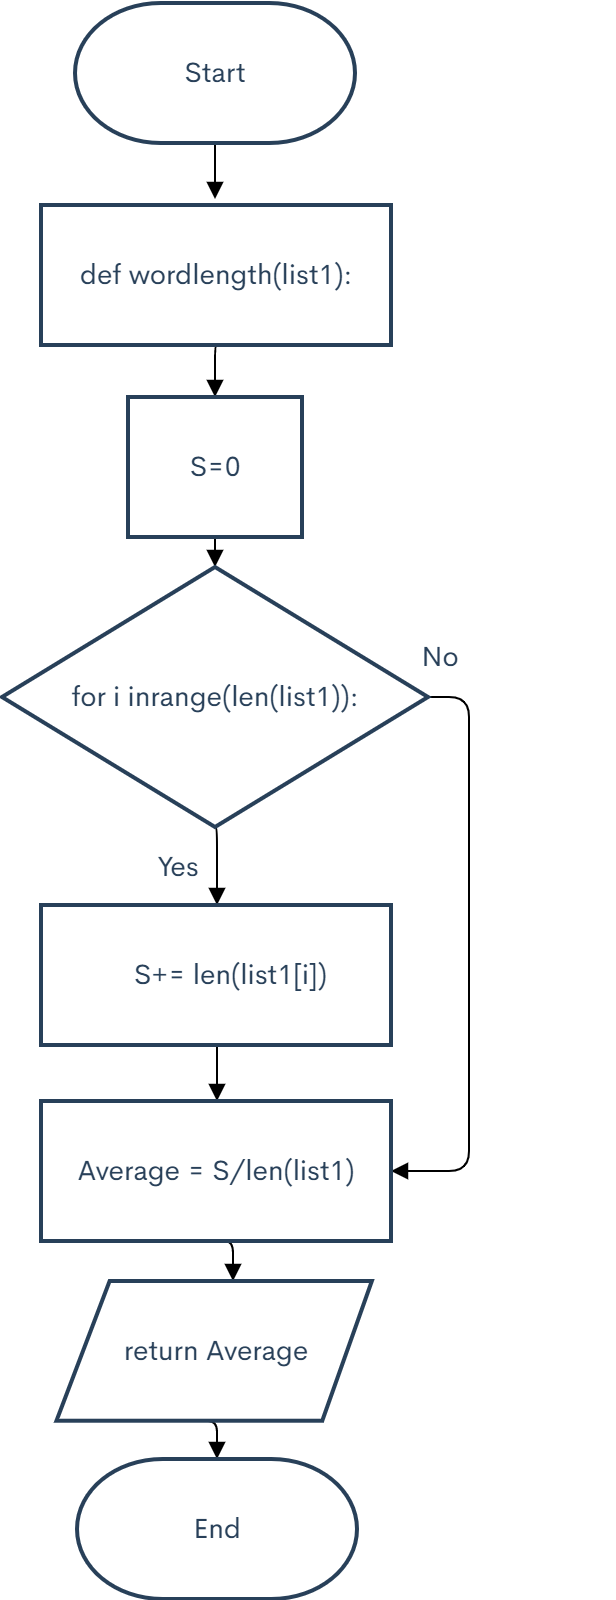 Start
def wordlength(list1):
S=0
for i inrange(len(list1)):
No
Yes
S+= len(list1[i])
Average = S/len(list1)
return Average
End